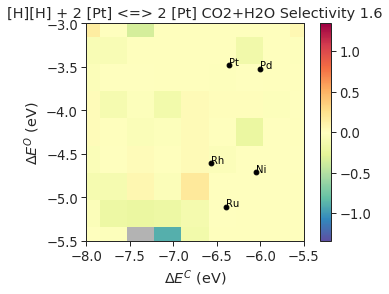 [H][H] + 2 [Pt] <=> 2 [Pt] CO2+H2O Selectivity 1.6
−3.0
−3.5
−4.0
−4.5
−5.0
−5.5
ΔE^O (eV)
Pt
Pd
Rh
Ni
Ru
−8.0 −7.5 −7.0 −6.5 −6.0 −5.5
ΔE^C (eV)
1.0
0.5
0.0
−0.5
−1.0